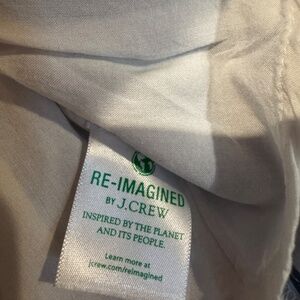 RE-IMAGINED
BY J.CREW
INSPIRED BY THE PLANET
AND ITS PEOPLE.
Learn more at
jcrew.com/reimagined